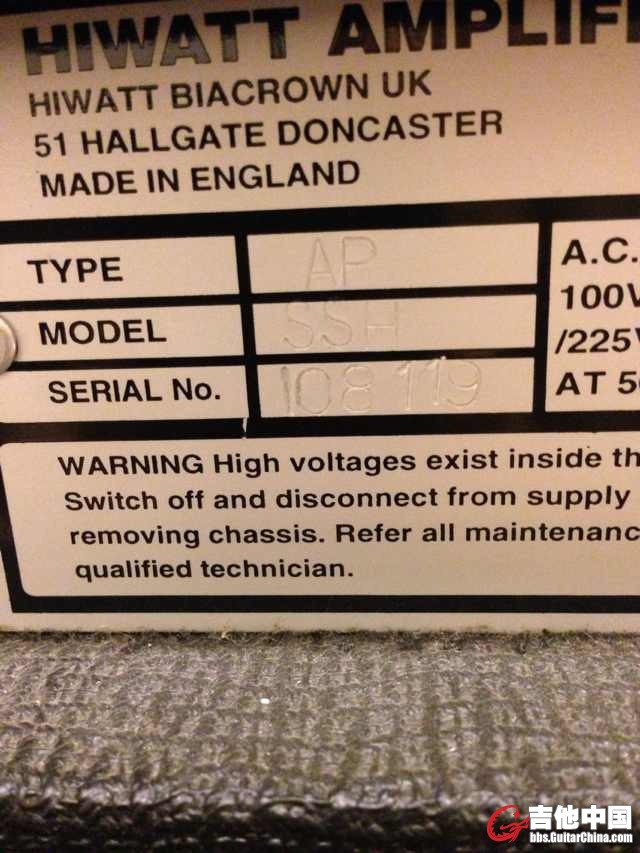 HIWATT AMPLIF
HIWATT BIACROWN UK
51 HALLGATE DONCASTER
MADE IN ENGLAND
TYPE AP
MODEL SSH
SERIAL No. 108119
A.C.
100V
/225V
AT 5
WARNING High voltages exist inside th
Switch off and disconnect from supply
removing chassis. Refer all maintenanc
qualified technician.
吉他中国
bbs.GuitarChina.com